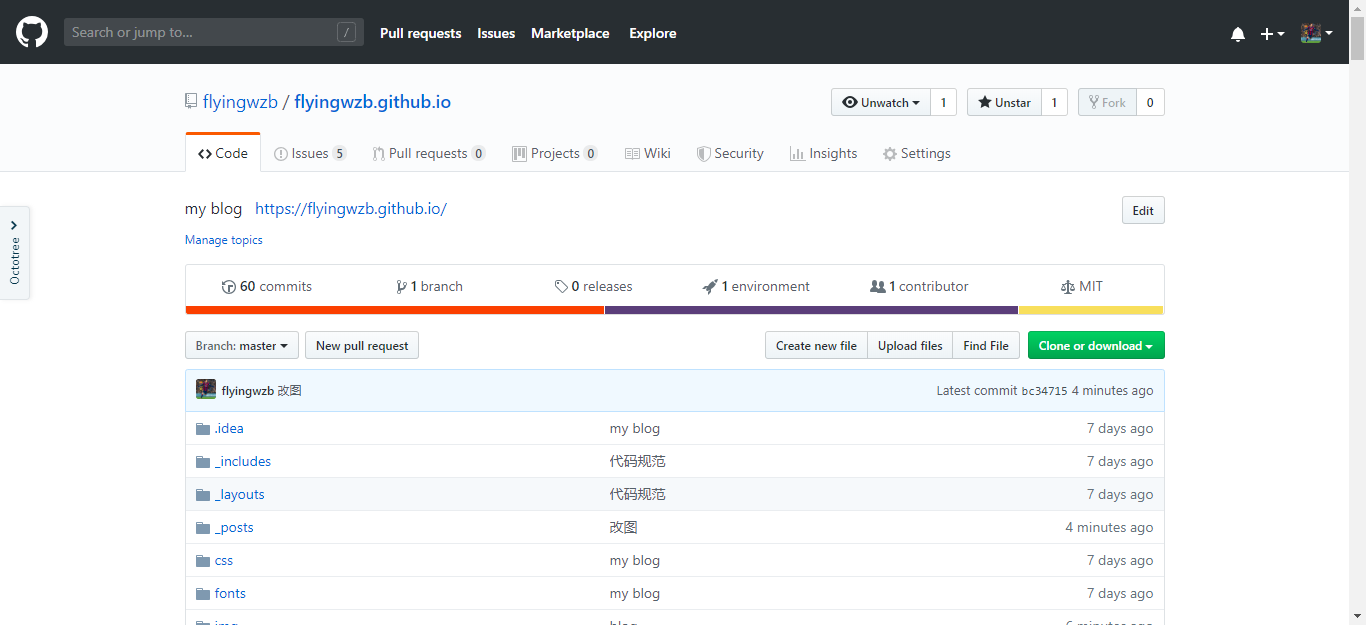 Search or jump to... /
Pull requests Issues Marketplace Explore
flyingwzb / flyingwzb.github.io
Unwatch 1 Unstar 1 Fork 0
Code Issues 5 Pull requests 0 Projects 0 Wiki Security Insights Settings
my blog https://flyingwzb.github.io/ Edit
Manage topics
Octotree
60 commits 1 branch 0 releases 1 environment 1 contributor MIT
Branch: master New pull request Create new file Upload files Find File Clone or download
flyingwzb 改图 Latest commit bc34715 4 minutes ago
.idea my blog 7 days ago
_includes 代码规范 7 days ago
_layouts 代码规范 7 days ago
_posts 改图 4 minutes ago
css my blog 7 days ago
fonts my blog 7 days ago
img blog 6 minutes ago